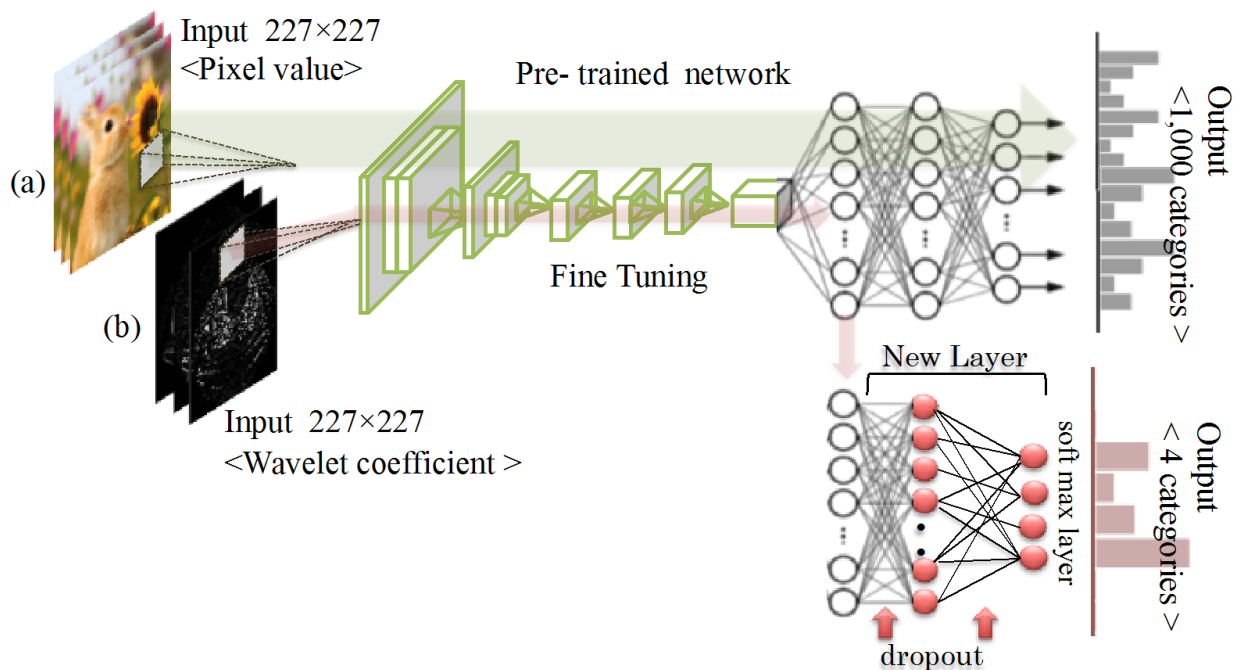 Input 227×227
<Pixel value>
Pre- trained network
(a)
Fine Tuning
(b)
Input 227×227
<Wavelet coefficient >
Output
<1,000 categories >
New Layer
soft max layer
dropout
Output
< 4 categories >